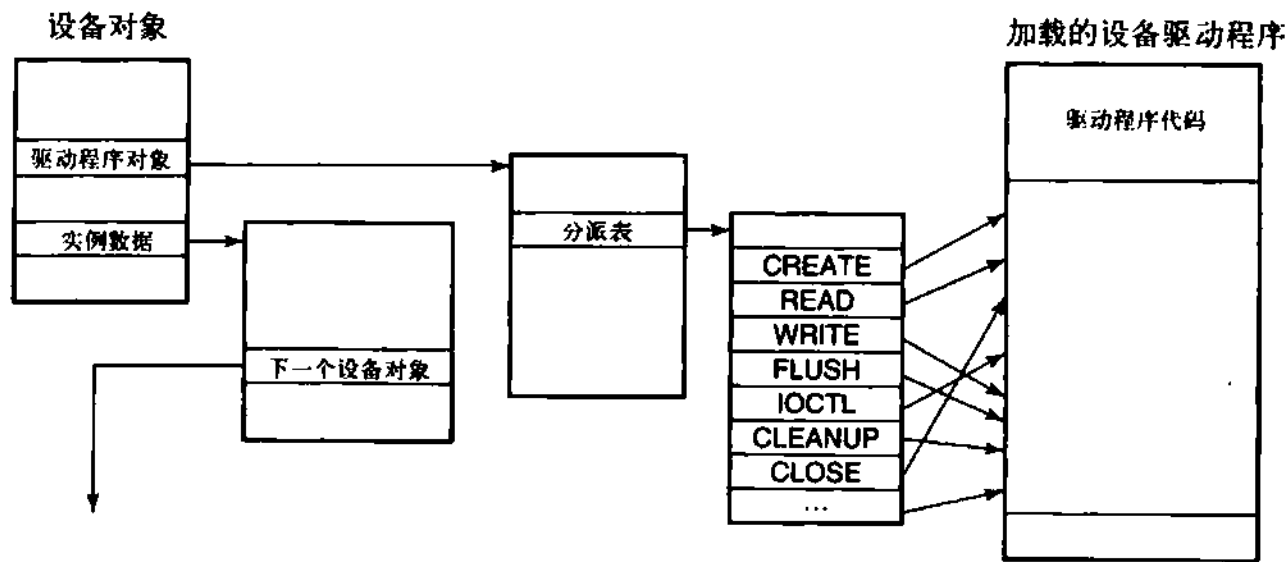 设备对象
加载的设备驱动程序
驱动程序代码
驱动程序对象
实例数据
分派表
下一个设备对象
CREATE
READ
WRITE
FLUSH
IOCTL
CLEANUP
CLOSE
...